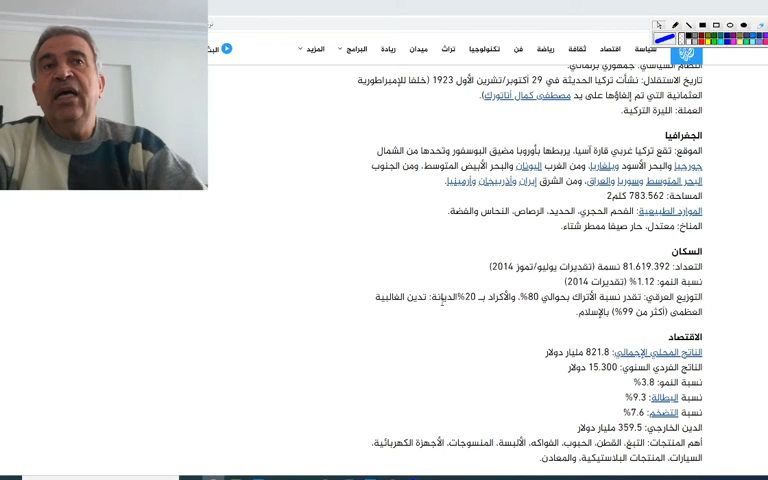 سياسة اقتصاد ثقافة رياضة فن تكنولوجيا تراث ميدان ريادة البرامج المزيد
النظام السياسي: جمهوري برلماني.
تاريخ الاستقلال: نشأت تركيا الحديثة في 29 أكتوبر/تشرين الأول 1923 (خلفا للإمبراطورية
العثمانية التي تم إلغاؤها على يد مصطفى كمال أتاتورك).
العملة: الليرة التركية.
الجغرافيا
الموقع: تقع تركيا غربي قارة آسيا، يربطها بأوروبا مضيق البوسفور وتحدها من الشمال
جورجيا والبحر الأسود وبلغاريا، ومن الغرب اليونان والبحر الأبيض المتوسط، ومن الجنوب
البحر المتوسط وسوريا والعراق، ومن الشرق إيران وأذربيجان وأرمينيا.
المساحة: 783.562 كلم2
الموارد الطبيعية: الفحم الحجري، الحديد، الرصاص، النحاس والفضة.
المناخ: معتدل، حار صيفا ممطر شتاء.
السكان
التعداد: 81.619.392 نسمة (تقديرات يوليو/تموز 2014)
نسبة النمو: 1.12% (تقديرات 2014)
التوزيع العرقي: تقدر نسبة الأتراك بحوالي 80%، والأكراد بـ 20%الديانة: تدين الغالبية
العظمى (أكثر من 99%) بالإسلام.
الاقتصاد
الناتج المحلي الإجمالي: 821.8 مليار دولار
الناتج الفردي السنوي: 15.300 دولار
نسبة النمو: 3.8%
نسبة البطالة: 9.3%
نسبة التضخم: 7.6%
الدين الخارجي: 359.5 مليار دولار
أهم المنتجات: التبغ، القطن، الحبوب، الفواكه، الألبسة، المنسوجات، الأجهزة الكهربائية،
السيارات، المنتجات البلاستيكية، والمعادن.